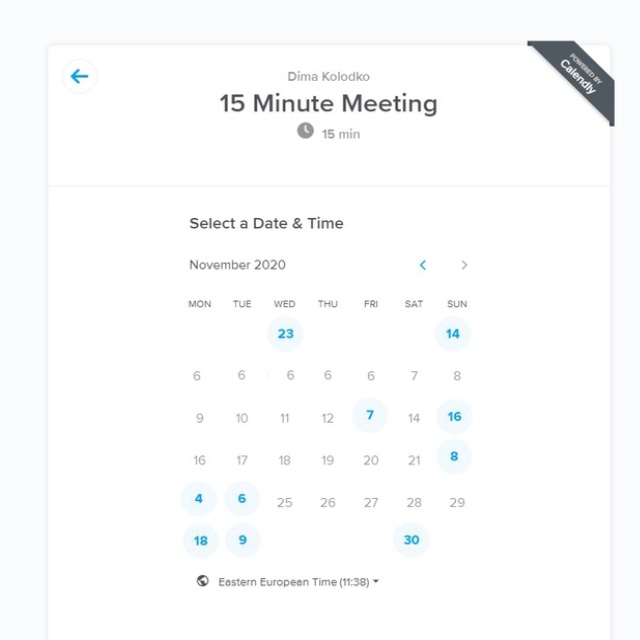 POWERED BY
Calendly
Dima Kolodko
15 Minute Meeting
15 min
Select a Date & Time
November 2020
MON TUE WED THU FRI SAT SUN
23 14
6 6 6 6 6 7 8
9 10 11 12 7 14 16
16 17 18 19 20 21 8
4 6 25 26 27 28 29
18 9 30
Eastern European Time (11:38)